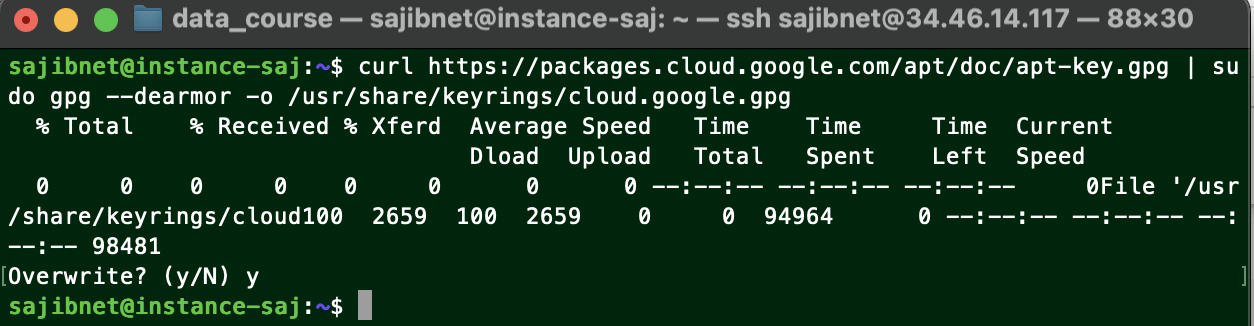 data_course — sajibnet@instance-saj: ~ — ssh sajibnet@34.46.14.117 — 88×30
sajibnet@instance-saj:~$ curl https://packages.cloud.google.com/apt/doc/apt-key.gpg | su
do gpg --dearmor -o /usr/share/keyrings/cloud.google.gpg
  % Total    % Received % Xferd  Average Speed   Time    Time     Time  Current
                                 Dload  Upload   Total   Spent    Left  Speed
  0     0    0     0    0     0      0      0 --:--:-- --:--:-- --:--:--     0File '/usr
/share/keyrings/cloud100  2659  100  2659    0     0  94964      0 --:--:-- --:--:-- --:
--:-- 98481
[Overwrite? (y/N) y ]
sajibnet@instance-saj:~$